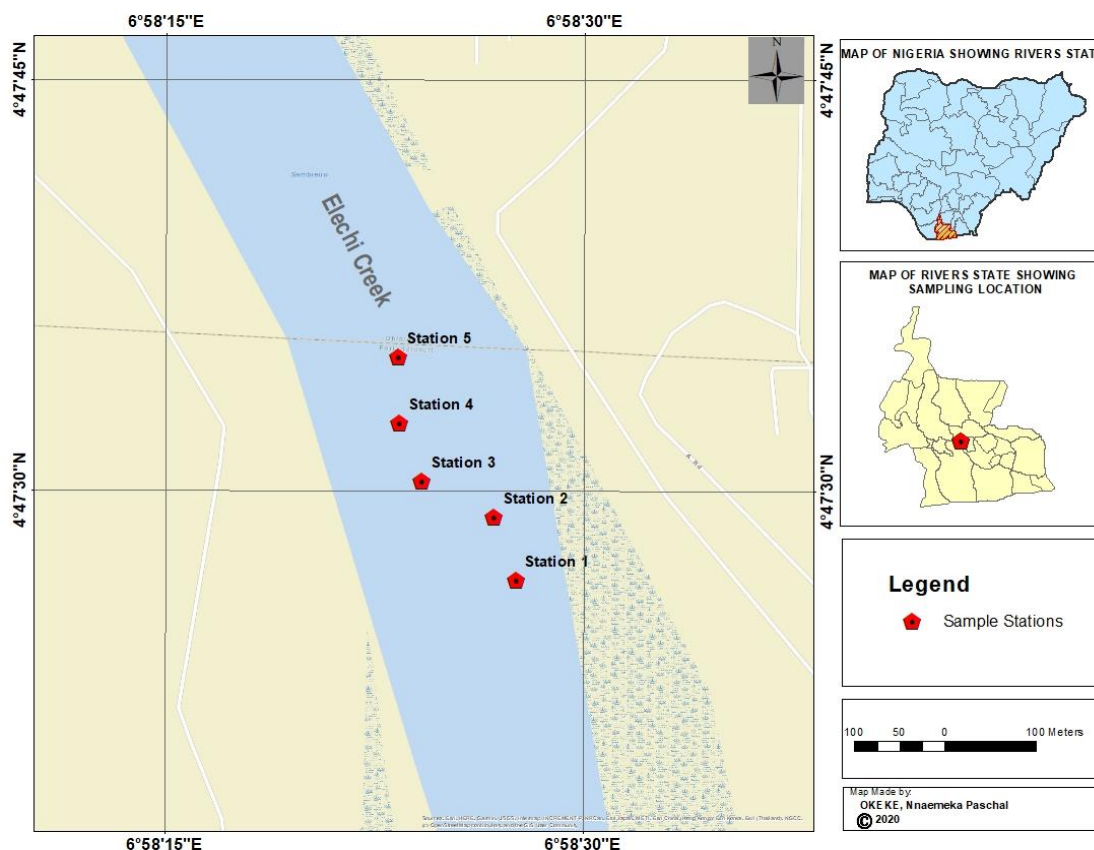 6°58'15"E
6°58'30"E
4°47'45"N
4°47'45"N
N
Sombreiro
Elechi Creek
Station 5
Station 4
Station 3
Station 2
Station 1
A Rd
4°47'30"N
4°47'30"N
6°58'15"E
6°58'30"E
MAP OF NIGERIA SHOWING RIVERS STAT
MAP OF RIVERS STATE SHOWING
SAMPLING LOCATION
Legend
Sample Stations
100 50 0 100 Meters
Map Made by:
OKEKE, Nnaemeka Paschal
© 2020